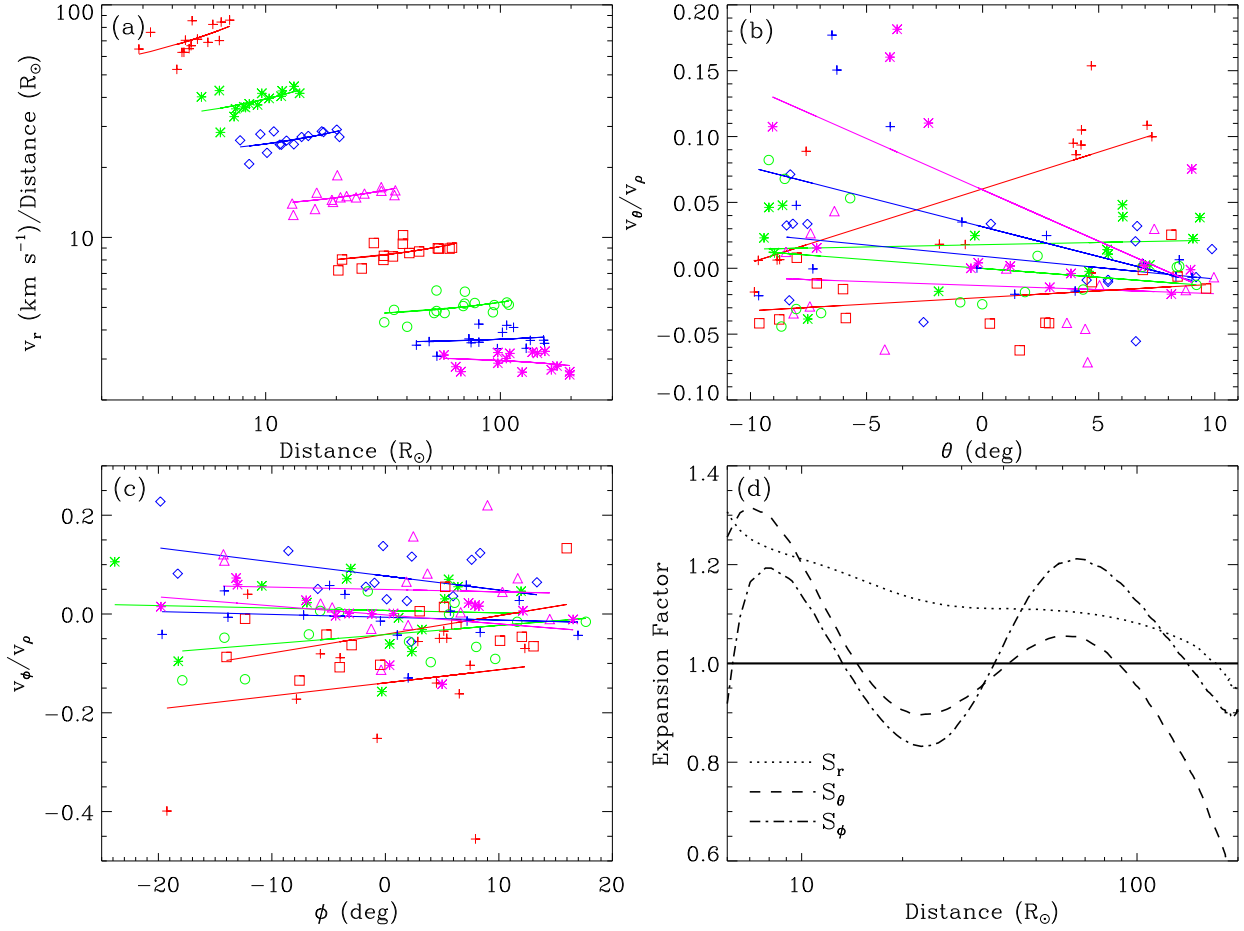 (a)
100
10
v_r (km s⁻¹)/Distance (R☉)
10 100
Distance (R☉)
(b)
0.20
0.15
0.10
0.05
0.00
−0.05
−0.10
v_θ/v_ρ
−10 −5 0 5 10
θ (deg)
(c)
0.2
0.0
−0.2
−0.4
v_φ/v_ρ
−20 −10 0 10 20
φ (deg)
(d)
1.4
1.2
1.0
0.8
0.6
Expansion Factor
S_r
S_θ
S_φ
10 100
Distance (R☉)